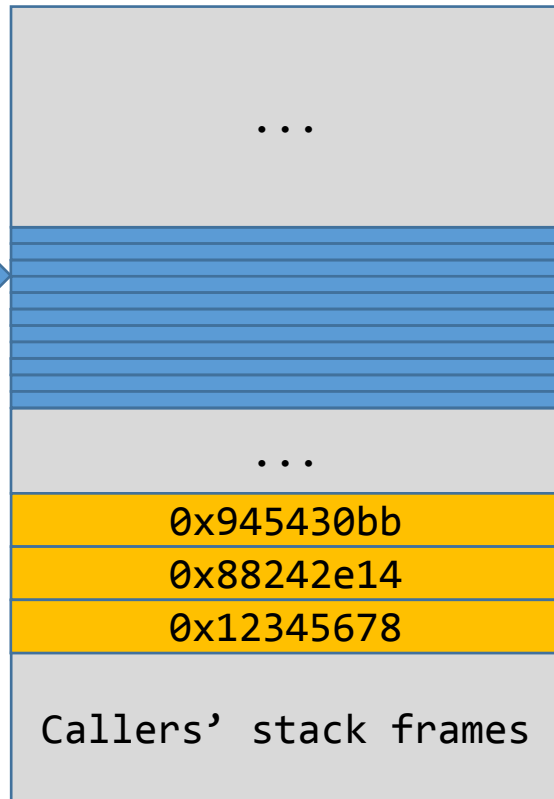 ...
...
0x945430bb
0x88242e14
0x12345678
Callers’ stack frames